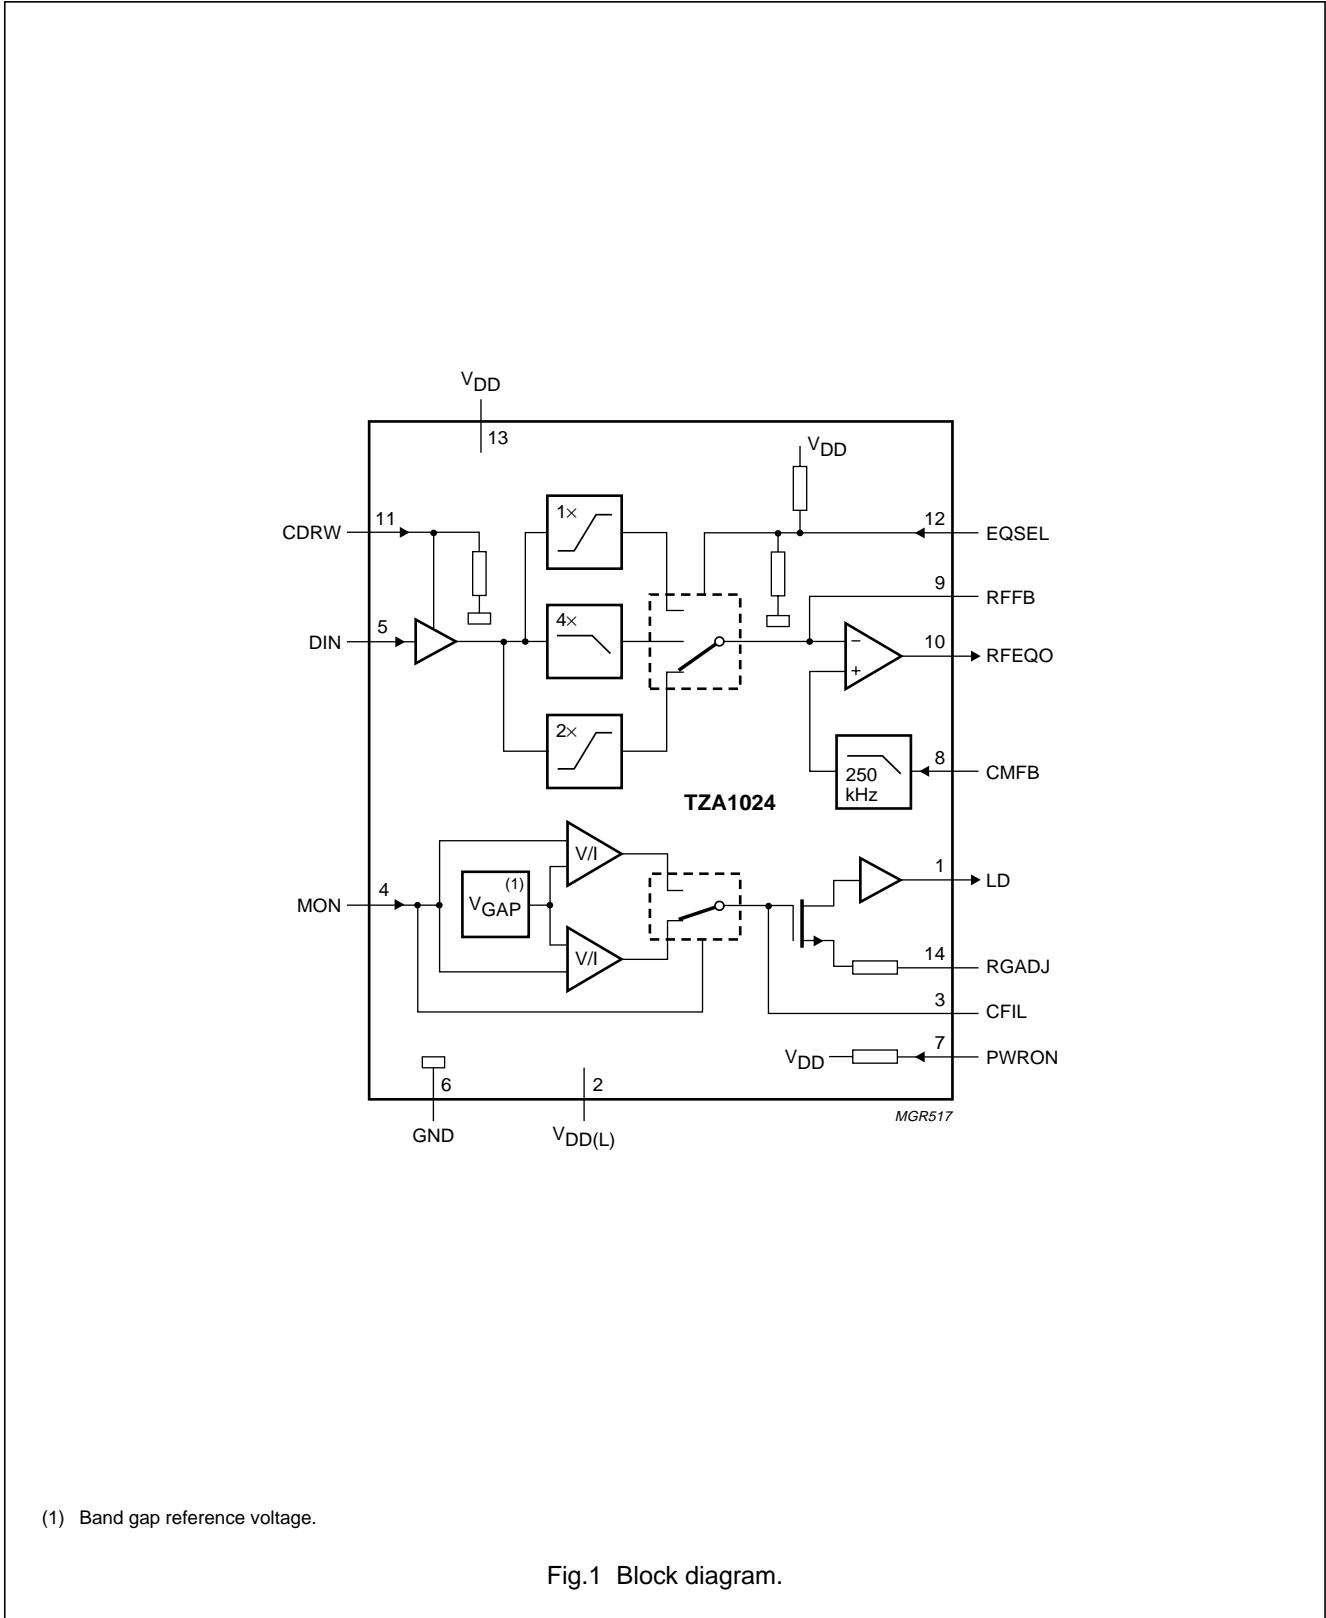 VDD
13
VDD
CDRW
11
1×
12
EQSEL
9
RFFB
DIN
5
4×
−
+
10
RFEQO
2×
250
kHz
8
CMFB
TZA1024
V/I
(1)
VGAP
MON
4
V/I
1
LD
14
RGADJ
3
CFIL
VDD
7
PWRON
6
2
GND
VDD(L)
MGR517
(1) Band gap reference voltage.
Fig.1 Block diagram.